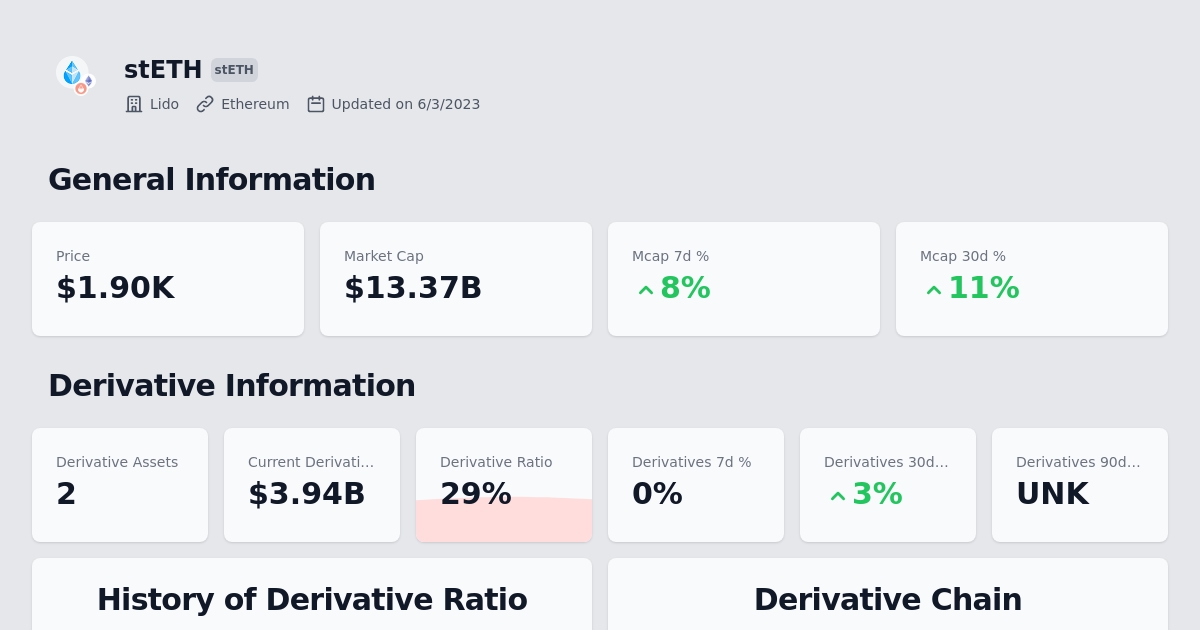 stETH stETH
Lido Ethereum Updated on 6/3/2023
General Information
Price Market Cap Mcap 7d % Mcap 30d %
$1.90K $13.37B 8% 11%
Derivative Information
Derivative Assets Current Derivati... Derivative Ratio Derivatives 7d % Derivatives 30d... Derivatives 90d...
2 $3.94B 29% 0% 3% UNK
History of Derivative Ratio Derivative Chain